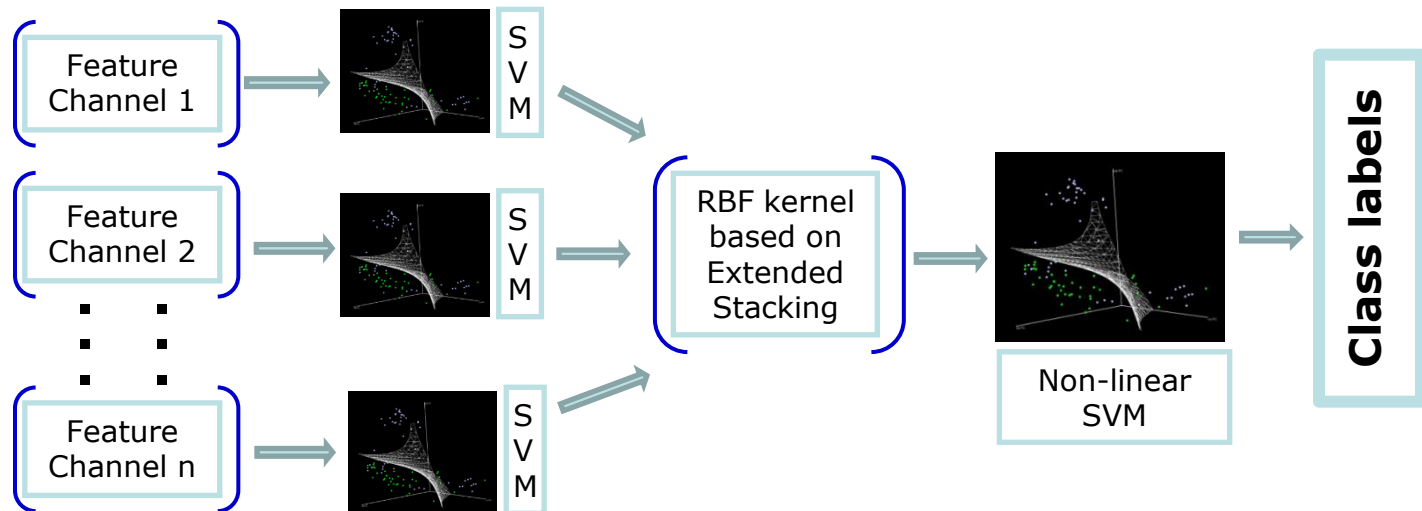 Feature
Channel 1
S
V
M
Feature
Channel 2
S
V
M
Feature
Channel n
S
V
M
RBF kernel
based on
Extended
Stacking
Non-linear
SVM
Class labels